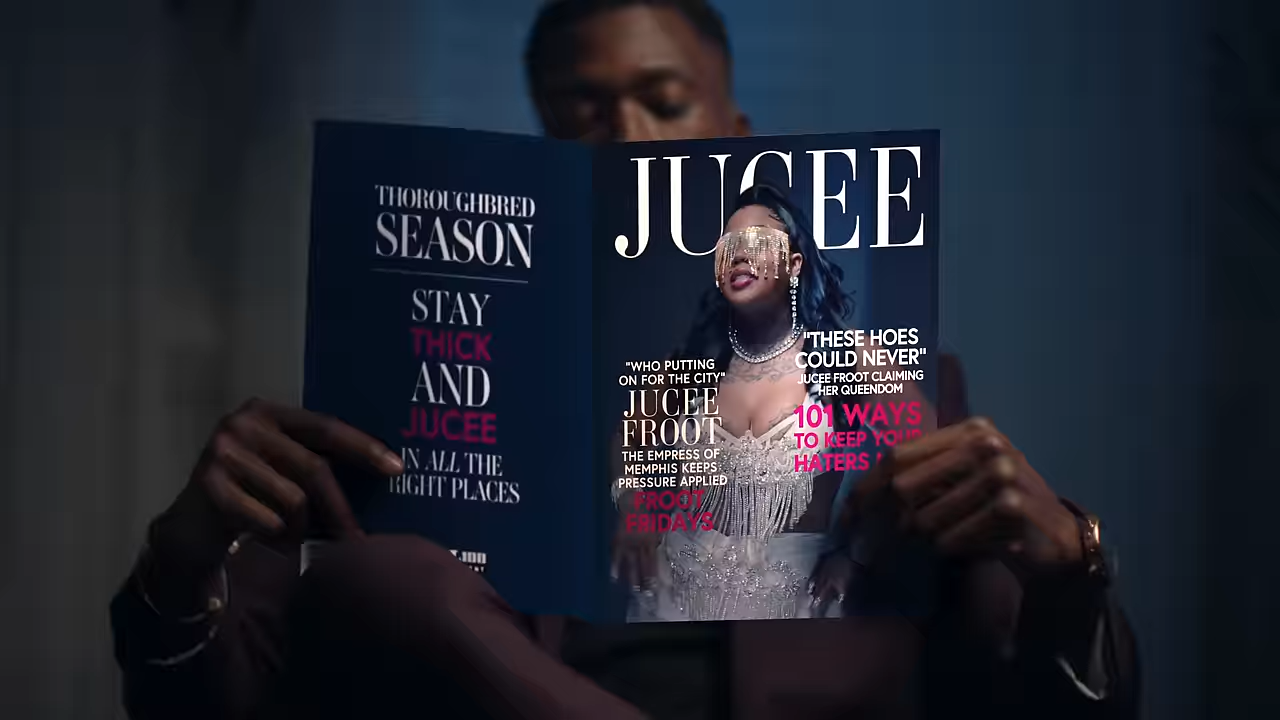 THOROUGHBRED
SEASON
STAY
THICK
AND
JUCEE
IN ALL THE
RIGHT PLACES
JUCEE
"WHO PUTTING
ON FOR THE CITY"
JUCEE
FROOT
THE EMPRESS OF
MEMPHIS KEEPS
PRESSURE APPLIED
FROOT
FRIDAYS
"THESE HOES
COULD NEVER"
JUCEE FROOT CLAIMING
HER QUEENDOM
101 WAYS
TO KEEP YOUR
HATERS